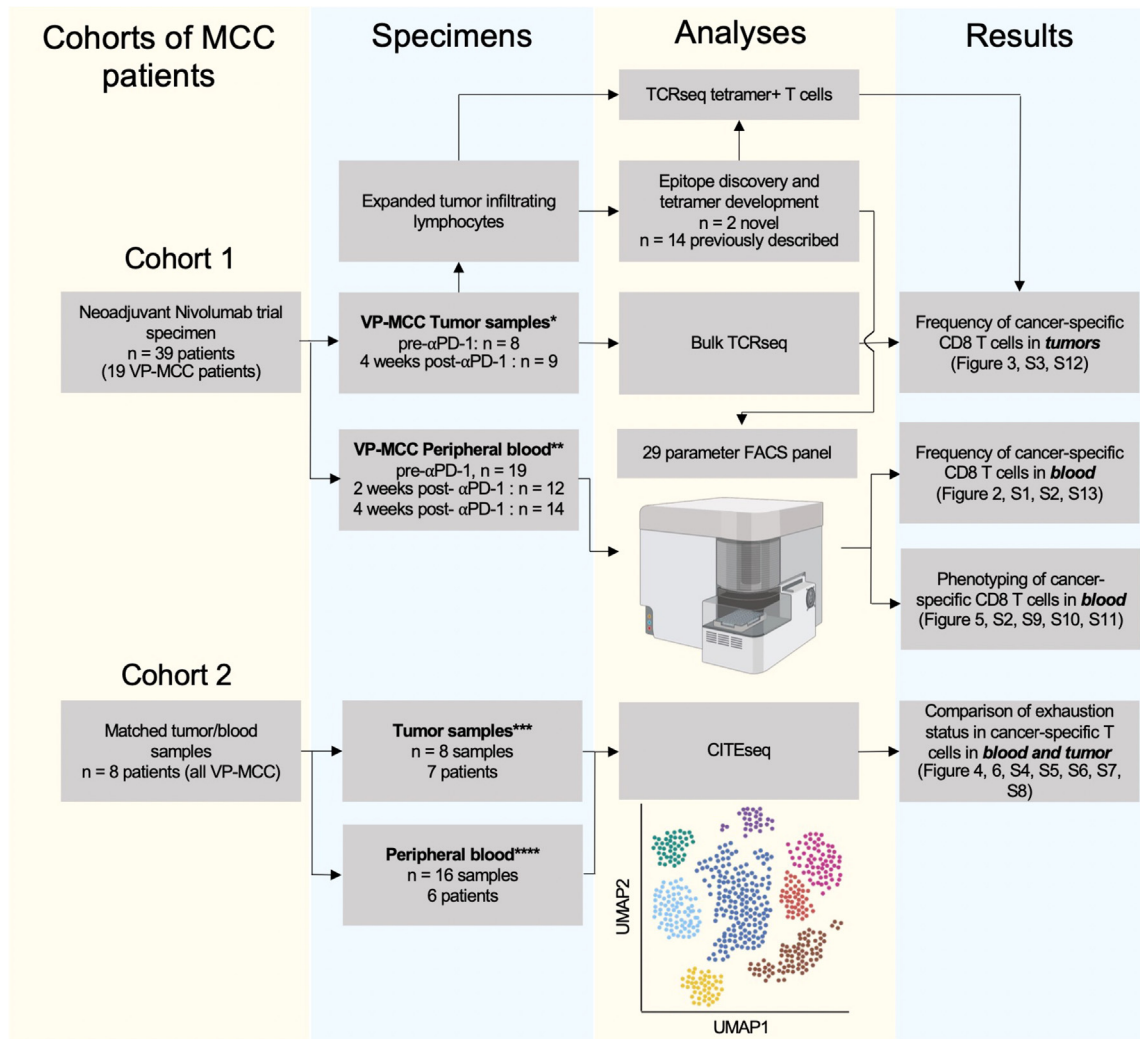 Cohorts of MCC
patients
Specimens
Analyses
Results
TCRseq tetramer+ T cells
Expanded tumor infiltrating
lymphocytes
Epitope discovery and
tetramer development
n = 2 novel
n = 14 previously described
Cohort 1
Neoadjuvant Nivolumab trial
specimen
n = 39 patients
(19 VP-MCC patients)
VP-MCC Tumor samples*
pre-αPD-1: n = 8
4 weeks post-αPD-1 : n = 9
Bulk TCRseq
Frequency of cancer-specific
CD8 T cells in tumors
(Figure 3, S3, S12)
VP-MCC Peripheral blood**
pre-αPD-1, n = 19
2 weeks post- αPD-1 : n = 12
4 weeks post- αPD-1 : n = 14
29 parameter FACS panel
Frequency of cancer-specific
CD8 T cells in blood
(Figure 2, S1, S2, S13)
Phenotyping of cancer-
specific CD8 T cells in blood
(Figure 5, S2, S9, S10, S11)
Cohort 2
Matched tumor/blood
samples
n = 8 patients (all VP-MCC)
Tumor samples***
n = 8 samples
7 patients
CITEseq
Comparison of exhaustion
status in cancer-specific T
cells in blood and tumor
(Figure 4, 6, S4, S5, S6, S7,
S8)
Peripheral blood****
n = 16 samples
6 patients
UMAP2
UMAP1